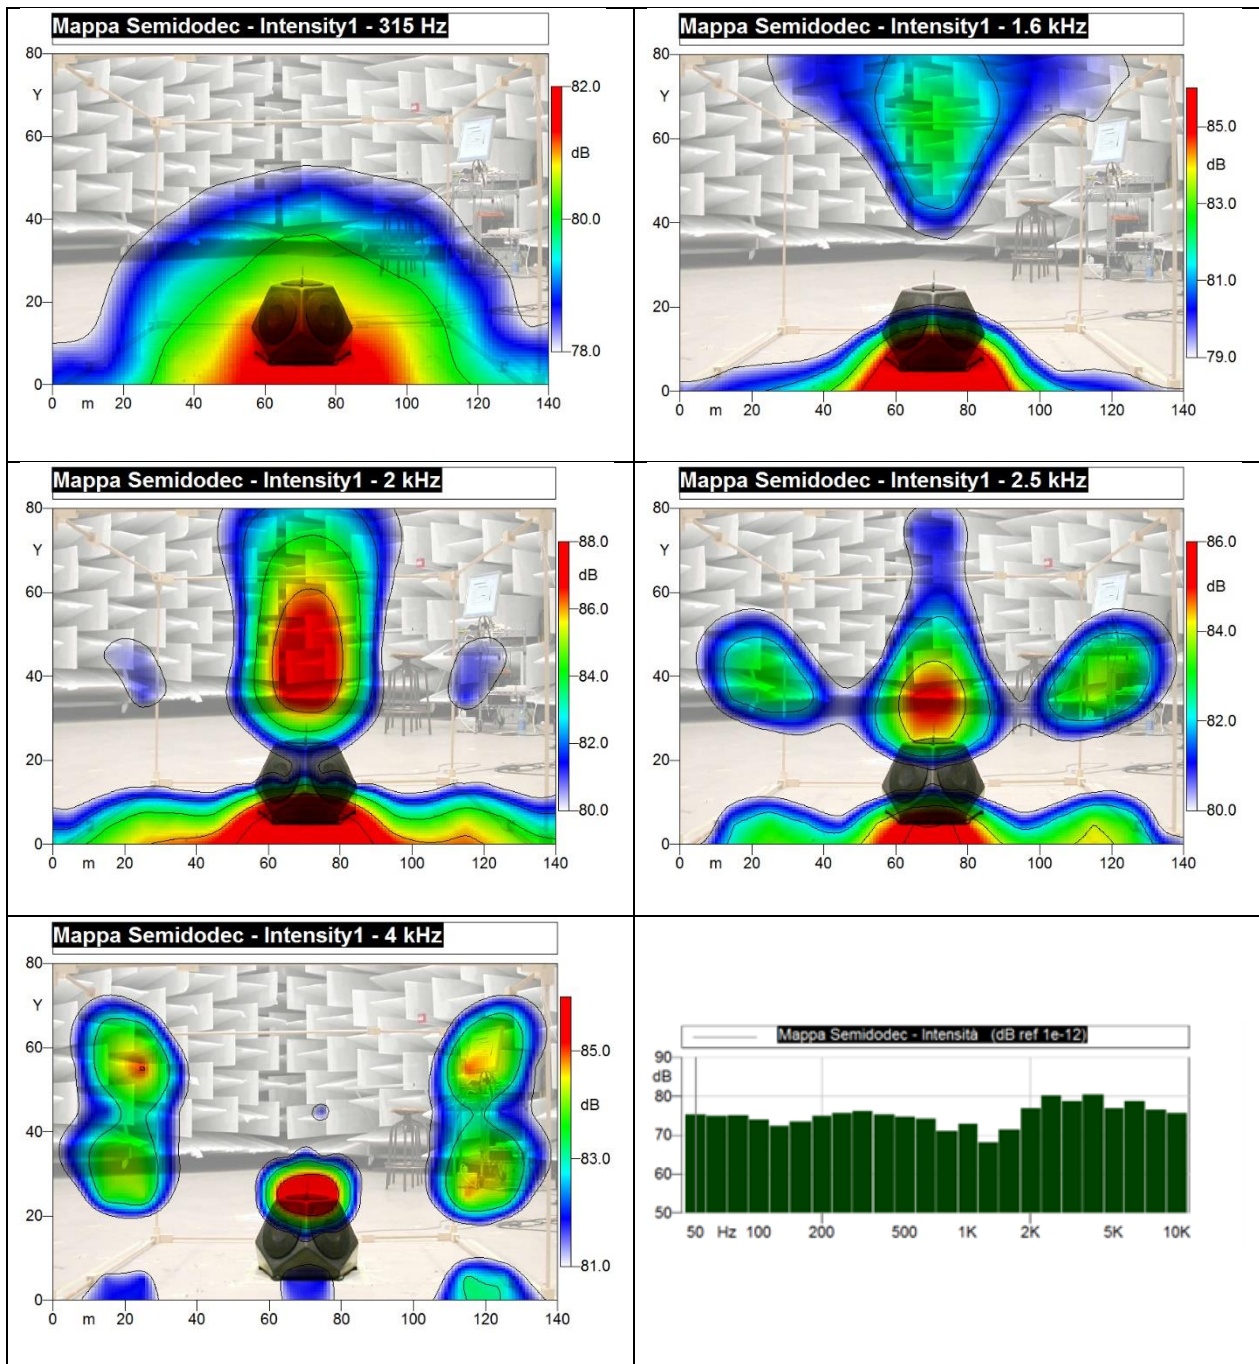 Mappa Semidodec - Intensity1 - 315 Hz
80
Y
60
40
20
0
0 m 20 40 60 80 100 120 140
82.0
dB
80.0
78.0
Mappa Semidodec - Intensity1 - 1.6 kHz
80
Y
60
40
20
0
0 m 20 40 60 80 100 120 140
85.0
dB
83.0
81.0
79.0
Mappa Semidodec - Intensity1 - 2 kHz
80
Y
60
40
20
0
0 m 20 40 60 80 100 120 140
88.0
dB
86.0
84.0
82.0
80.0
Mappa Semidodec - Intensity1 - 2.5 kHz
80
Y
60
40
20
0
0 m 20 40 60 80 100 120 140
86.0
dB
84.0
82.0
80.0
Mappa Semidodec - Intensity1 - 4 kHz
80
Y
60
40
20
0
0 m 20 40 60 80 100 120 140
85.0
dB
83.0
81.0
Mappa Semidodec - Intensità (dB ref 1e-12)
90
dB
80
70
60
50
50 Hz 100 200 500 1K 2K 5K 10K